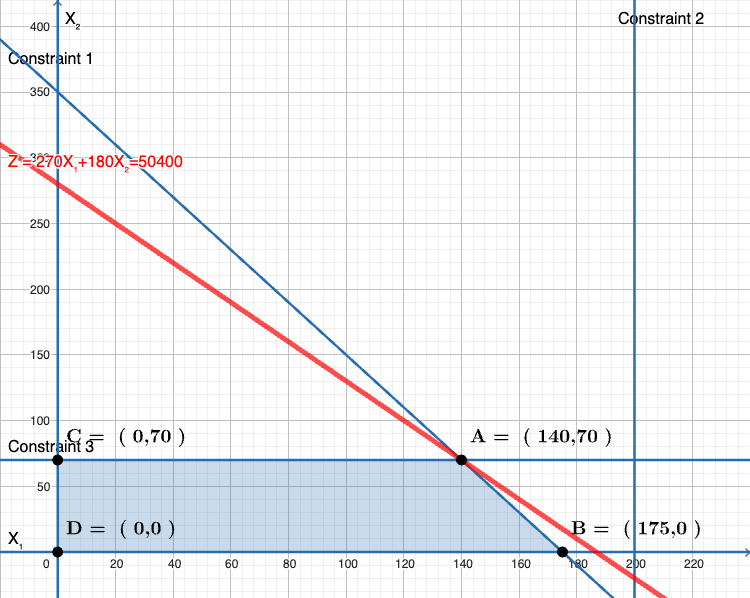 400
X₂
Constraint 2
Constraint 1
350
300
Z = 270X₁+180X₂=50400
250
200
150
100
C = ( 0,70 )
A = ( 140,70 )
Constraint 3
50
D = ( 0,0 )
B = ( 175,0 )
X₁
0 20 40 60 80 100 120 140 160 180 200 220